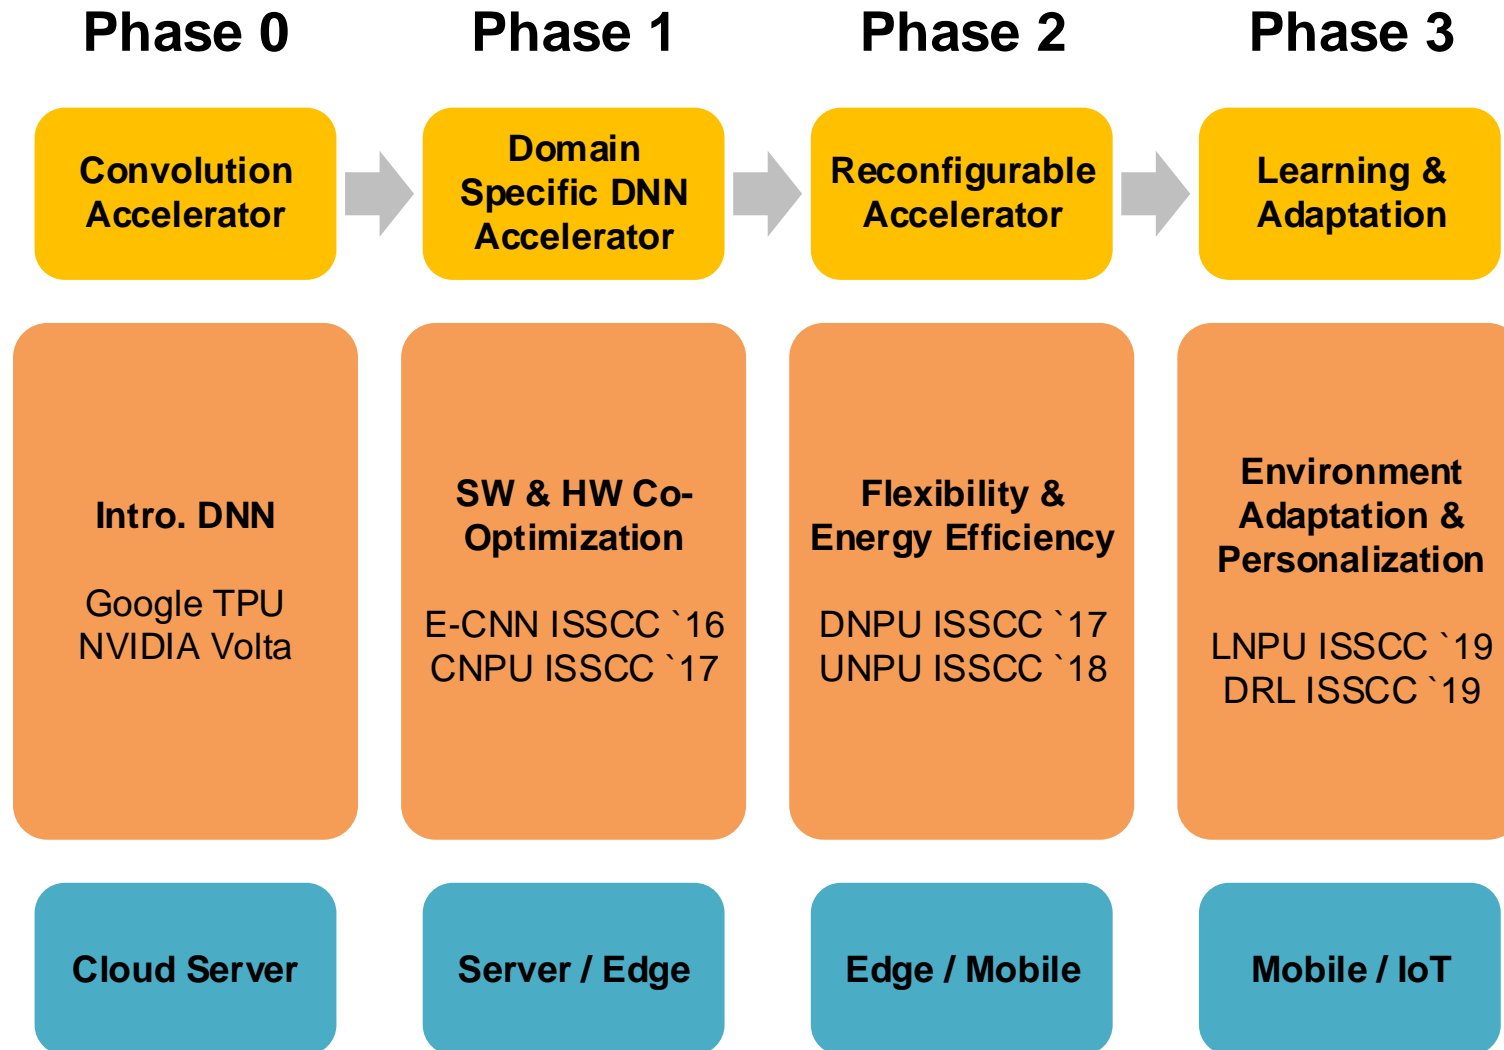 Phase 0
Phase 1
Phase 2
Phase 3
Convolution
Accelerator
Domain
Specific DNN
Accelerator
Reconfigurable
Accelerator
Learning &
Adaptation
Intro. DNN
Google TPU
NVIDIA Volta
SW & HW Co-
Optimization
E-CNN ISSCC `16
CNPU ISSCC `17
Flexibility &
Energy Efficiency
DNPU ISSCC `17
UNPU ISSCC `18
Environment
Adaptation &
Personalization
LNPU ISSCC `19
DRL ISSCC `19
Cloud Server
Server / Edge
Edge / Mobile
Mobile / IoT